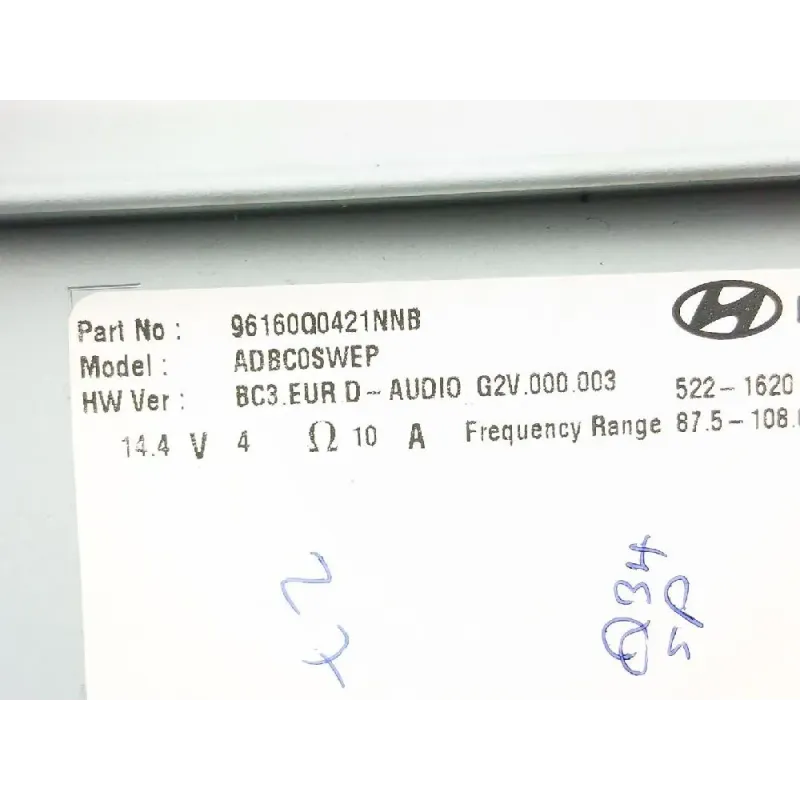 Part No : 96160Q0421NNB
Model : ADBC0SWEP
HW Ver : BC3.EUR D-AUDIO G2V.000.003 522-1620
14.4 V 4 Ω 10 A Frequency Range 87.5-108.